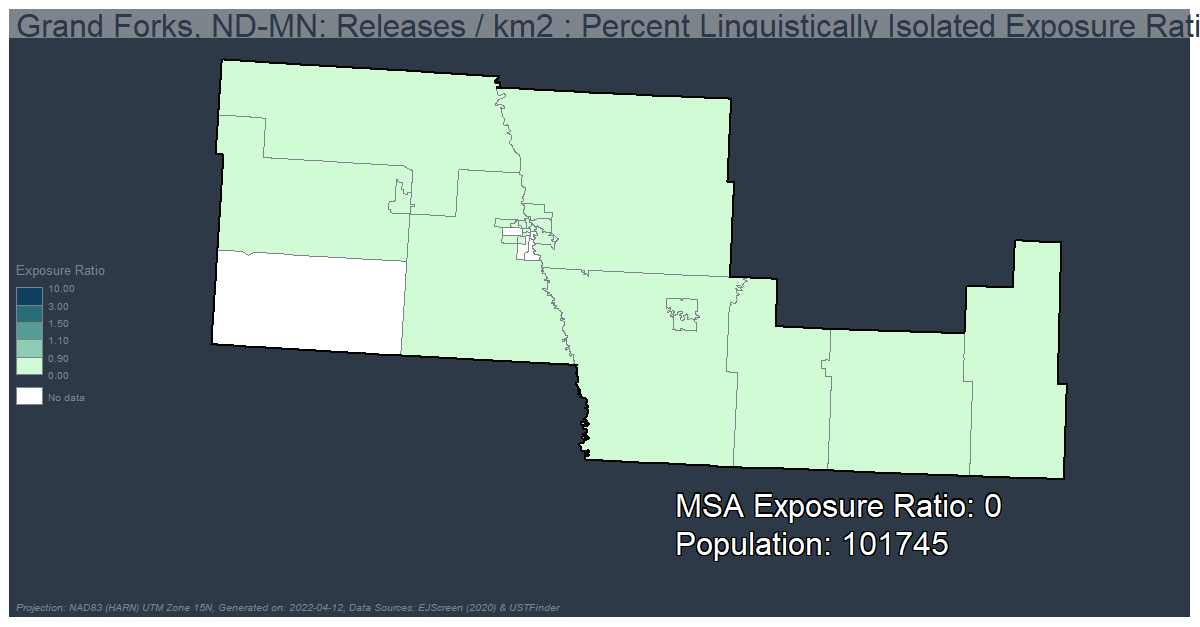 Grand Forks, ND-MN: Releases / km2 : Percent Linguistically Isolated Exposure Rati
Exposure Ratio
10.00
3.00
1.50
1.10
0.90
0.00
No data
MSA Exposure Ratio: 0
Population: 101745
Projection: NAD83 (HARN) UTM Zone 15N, Generated on: 2022-04-12, Data Sources: EJScreen (2020) & USTFinder